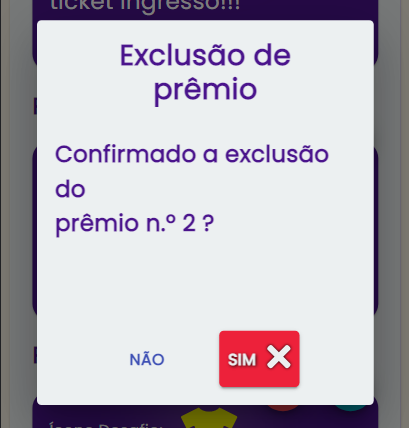 ticket ingresso!!!
Exclusão de
prêmio
Confirmado a exclusão
do
prêmio n.º 2 ?
NÃO
SIM
Ícone Desafio: